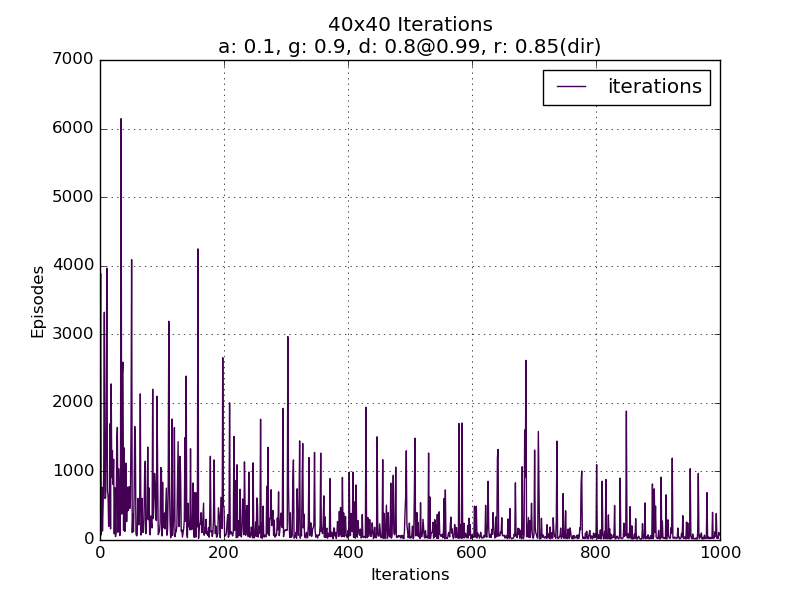 40x40 Iterations
a: 0.1, g: 0.9, d: 0.8@0.99, r: 0.85(dir)
7000
iterations
6000
5000
4000
Episodes
3000
2000
1000
0
0 200 400 600 800 1000
Iterations